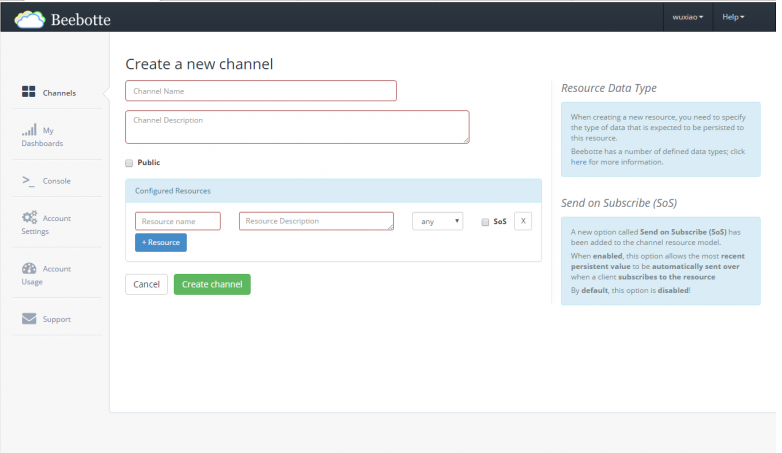 Beebotte
wuxiao
Help
Channels
My
Dashboards
Console
Account
Settings
Account
Usage
Support
Create a new channel
Channel Name
Channel Description
Public
Configured Resources
Resource name
Resource Description
any
SoS
X
+ Resource
Cancel
Create channel
Resource Data Type
When creating a new resource, you need to specify
the type of data that is expected to be persisted to
this resource.
Beebotte has a number of defined data types; click
here for more information.
Send on Subscribe (SoS)
A new option called Send on Subscribe (SoS) has
been added to the channel resource model.
When enabled, this option allows the most recent
persistent value to be automatically sent over
when a client subscribes to the resource
By default, this option is disabled!